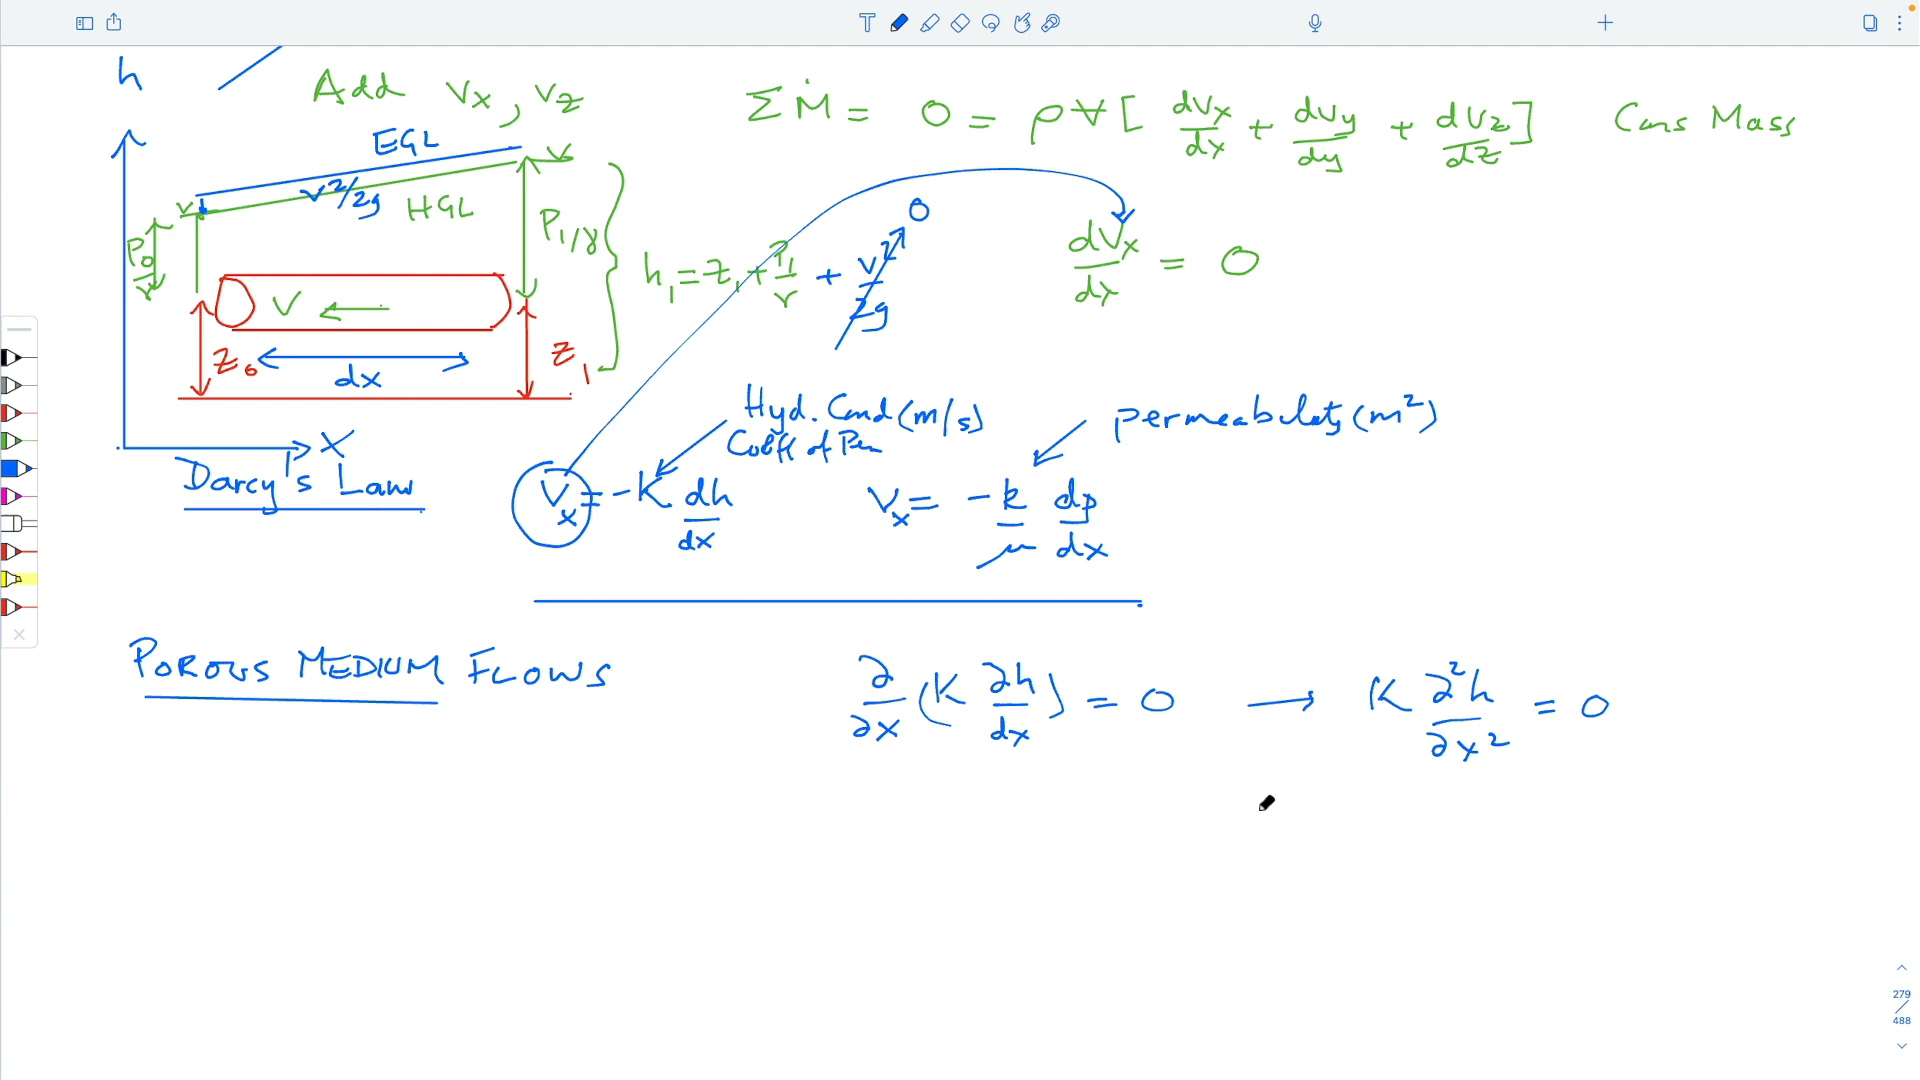 h
Add Vx, Vz
ΣṀ = 0 = ρ∀[dVx/dx + dVy/dy + dVz/dz] Cons Mass
EGL
V²/2g
HGL
P0/r
P1/γ
h1 = z1 + P1/r + V²/2g
0
dVx/dx = 0
V
z0
z1
dx
X
Hyd. Cond (m/s)
Coeff of Per
permeability (m²)
Darcy's Law
Vx = -K dh/dx
Vx = -k/μ dp/dx
POROUS MEDIUM FLOWS
∂/∂x (K ∂h/dx) = 0 → K ∂²h/∂x² = 0
279
488